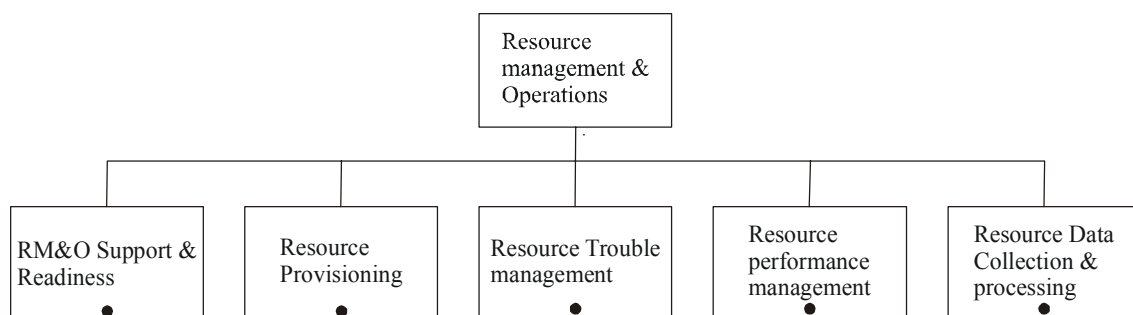 Resource
management &
Operations
RM&O Support &
Readiness
Resource
Provisioning
Resource Trouble
management
Resource
performance
management
Resource Data
Collection &
processing